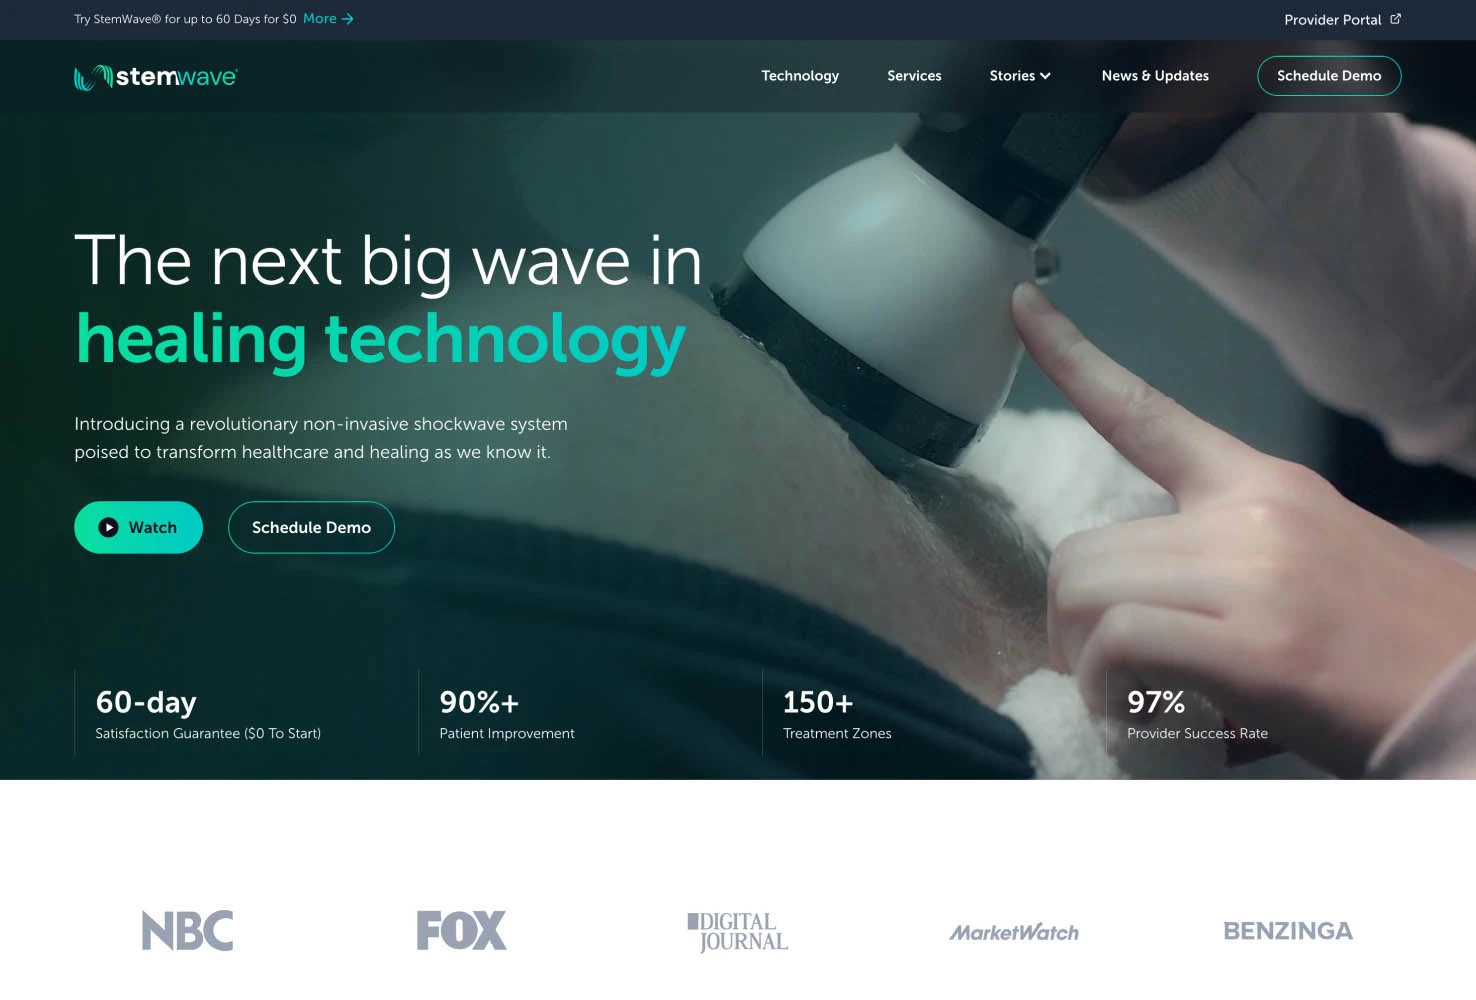 Try StemWave® for up to 60 Days for $0 More
Provider Portal
stemwave
Technology
Services
Stories
News & Updates
Schedule Demo
The next big wave in
healing technology
Introducing a revolutionary non-invasive shockwave system
poised to transform healthcare and healing as we know it.
Watch
Schedule Demo
60-day
Satisfaction Guarantee ($0 To Start)
90%+
Patient Improvement
150+
Treatment Zones
97%
Provider Success Rate
NBC
FOX
DIGITAL
JOURNAL
MarketWatch
BENZINGA